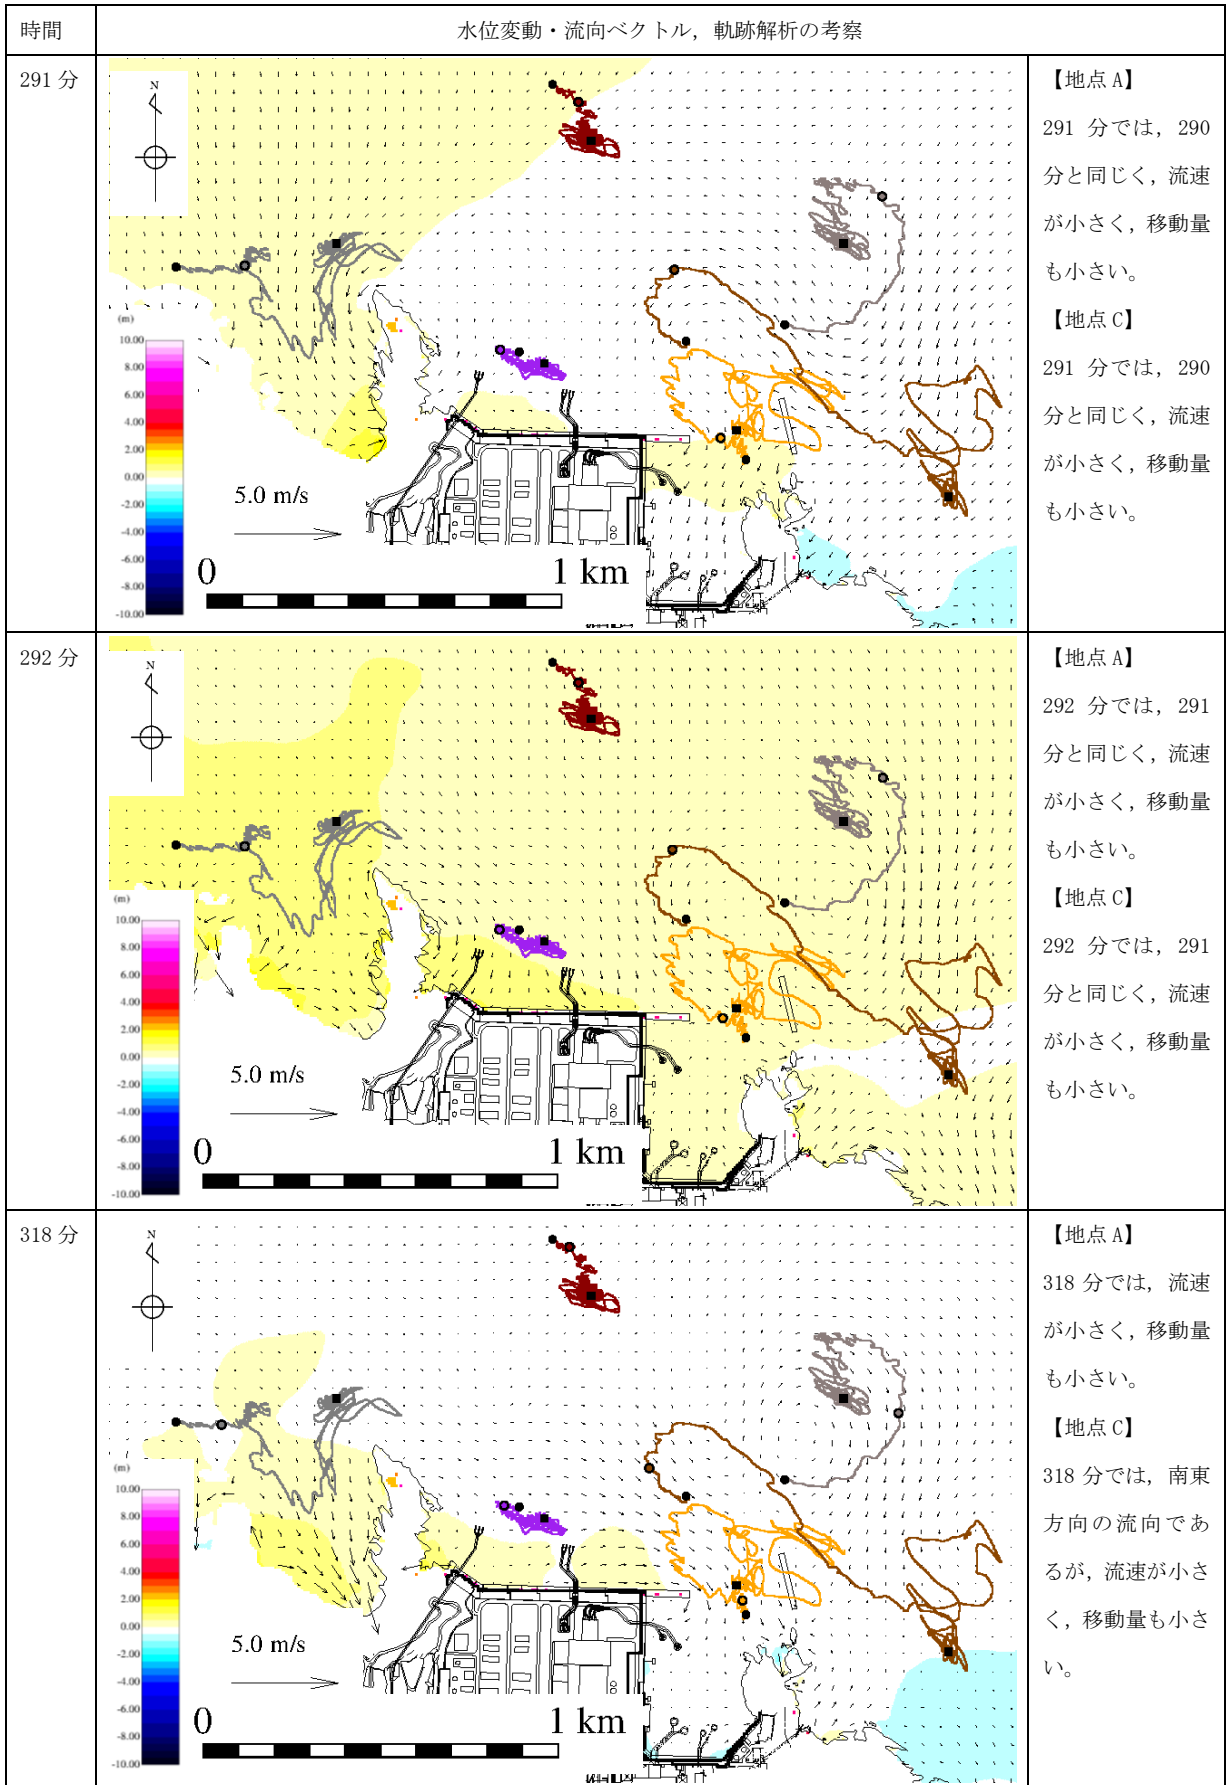 時間
水位変動・流向ベクトル，軌跡解析の考察
291 分
N
(m)
10.00
8.00
6.00
4.00
2.00
0.00
-2.00
-4.00
-6.00
-8.00
-10.00
5.0 m/s
0
1 km
【地点 A】
291 分では，290
分と同じく，流速
が小さく，移動量
も小さい。
【地点 C】
291 分では，290
分と同じく，流速
が小さく，移動量
も小さい。
292 分
N
(m)
10.00
8.00
6.00
4.00
2.00
0.00
-2.00
-4.00
-6.00
-8.00
-10.00
5.0 m/s
0
1 km
【地点 A】
292 分では，291
分と同じく，流速
が小さく，移動量
も小さい。
【地点 C】
292 分では，291
分と同じく，流速
が小さく，移動量
も小さい。
318 分
N
(m)
10.00
8.00
6.00
4.00
2.00
0.00
-2.00
-4.00
-6.00
-8.00
-10.00
5.0 m/s
0
1 km
【地点 A】
318 分では，流速
が小さく，移動量
も小さい。
【地点 C】
318 分では，南東
方向の流向であ
るが，流速が小さ
く，移動量も小さ
い。